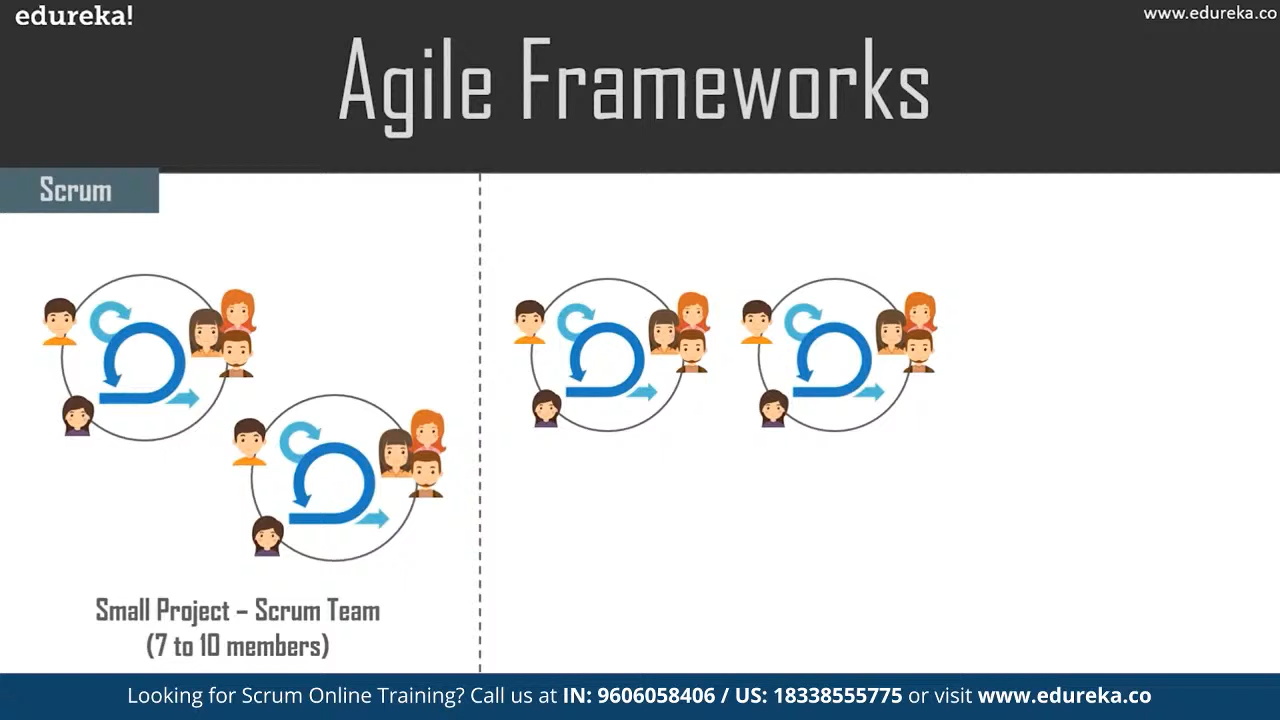 edureka!
www.edureka.co
Agile Frameworks
Scrum
Small Project – Scrum Team
(7 to 10 members)
Looking for Scrum Online Training? Call us at IN: 9606058406 / US: 18338555775 or visit www.edureka.co